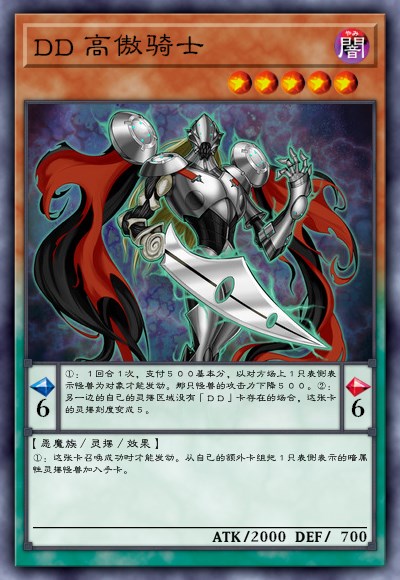 DD 高傲骑士
やみ
闇
①：1回合1次，支付500基本分，以对方场上1只表侧表
示怪兽为对象才能发动。那只怪兽的攻击力下降500。②：
另一边的自己的灵摆区域没有「DD」卡存在的场合，这张卡
的灵摆刻度变成5。
6
6
【恶魔族/灵摆/效果】
①：这张卡召唤成功时才能发动。从自己的额外卡组把1只表侧表示的暗属
性灵摆怪兽加入手卡。
ATK/2000 DEF/ 700